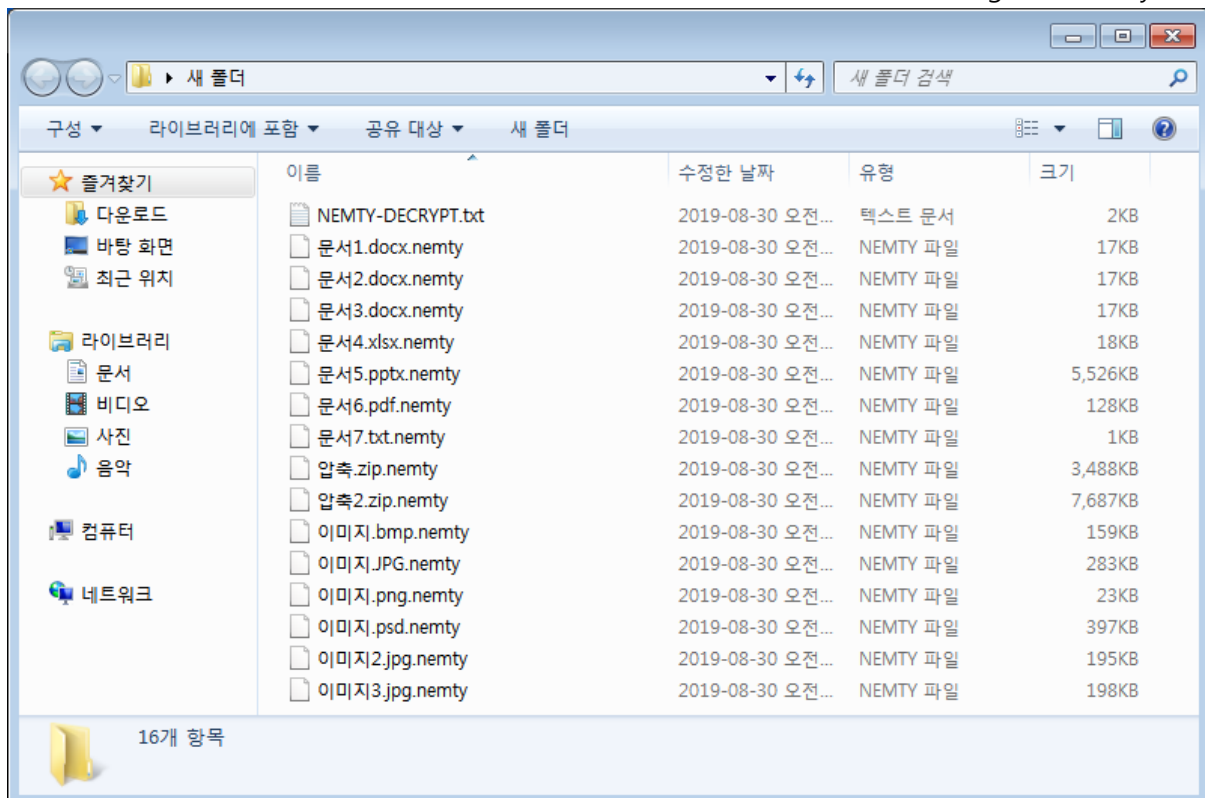 새 폴더
새 폴더 검색
구성 라이브러리에 포함 공유 대상 새 폴더
즐겨찾기
다운로드
바탕 화면
최근 위치
라이브러리
문서
비디오
사진
음악
컴퓨터
네트워크
이름 수정한 날짜 유형 크기
NEMTY-DECRYPT.txt 2019-08-30 오전... 텍스트 문서 2KB
문서1.docx.nemty 2019-08-30 오전... NEMTY 파일 17KB
문서2.docx.nemty 2019-08-30 오전... NEMTY 파일 17KB
문서3.docx.nemty 2019-08-30 오전... NEMTY 파일 17KB
문서4.xlsx.nemty 2019-08-30 오전... NEMTY 파일 18KB
문서5.pptx.nemty 2019-08-30 오전... NEMTY 파일 5,526KB
문서6.pdf.nemty 2019-08-30 오전... NEMTY 파일 128KB
문서7.txt.nemty 2019-08-30 오전... NEMTY 파일 1KB
압축.zip.nemty 2019-08-30 오전... NEMTY 파일 3,488KB
압축2.zip.nemty 2019-08-30 오전... NEMTY 파일 7,687KB
이미지.bmp.nemty 2019-08-30 오전... NEMTY 파일 159KB
이미지.JPG.nemty 2019-08-30 오전... NEMTY 파일 283KB
이미지.png.nemty 2019-08-30 오전... NEMTY 파일 23KB
이미지.psd.nemty 2019-08-30 오전... NEMTY 파일 397KB
이미지2.jpg.nemty 2019-08-30 오전... NEMTY 파일 195KB
이미지3.jpg.nemty 2019-08-30 오전... NEMTY 파일 198KB
16개 항목